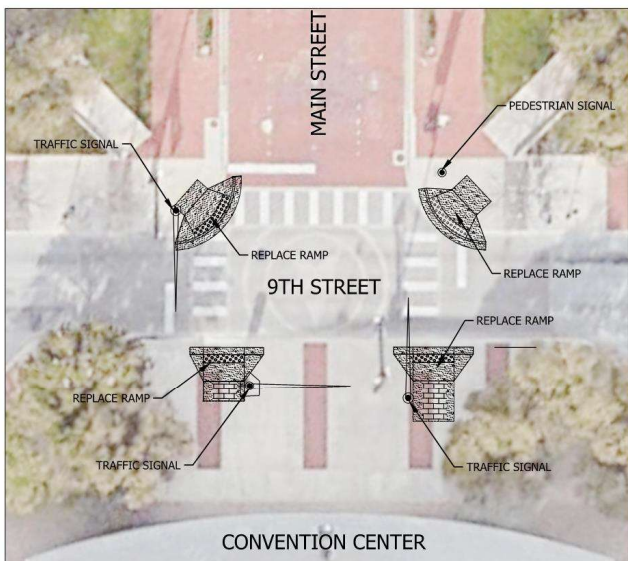 MAIN STREET
PEDESTRIAN SIGNAL
TRAFFIC SIGNAL
REPLACE RAMP
REPLACE RAMP
9TH STREET
REPLACE RAMP
REPLACE RAMP
TRAFFIC SIGNAL
TRAFFIC SIGNAL
CONVENTION CENTER